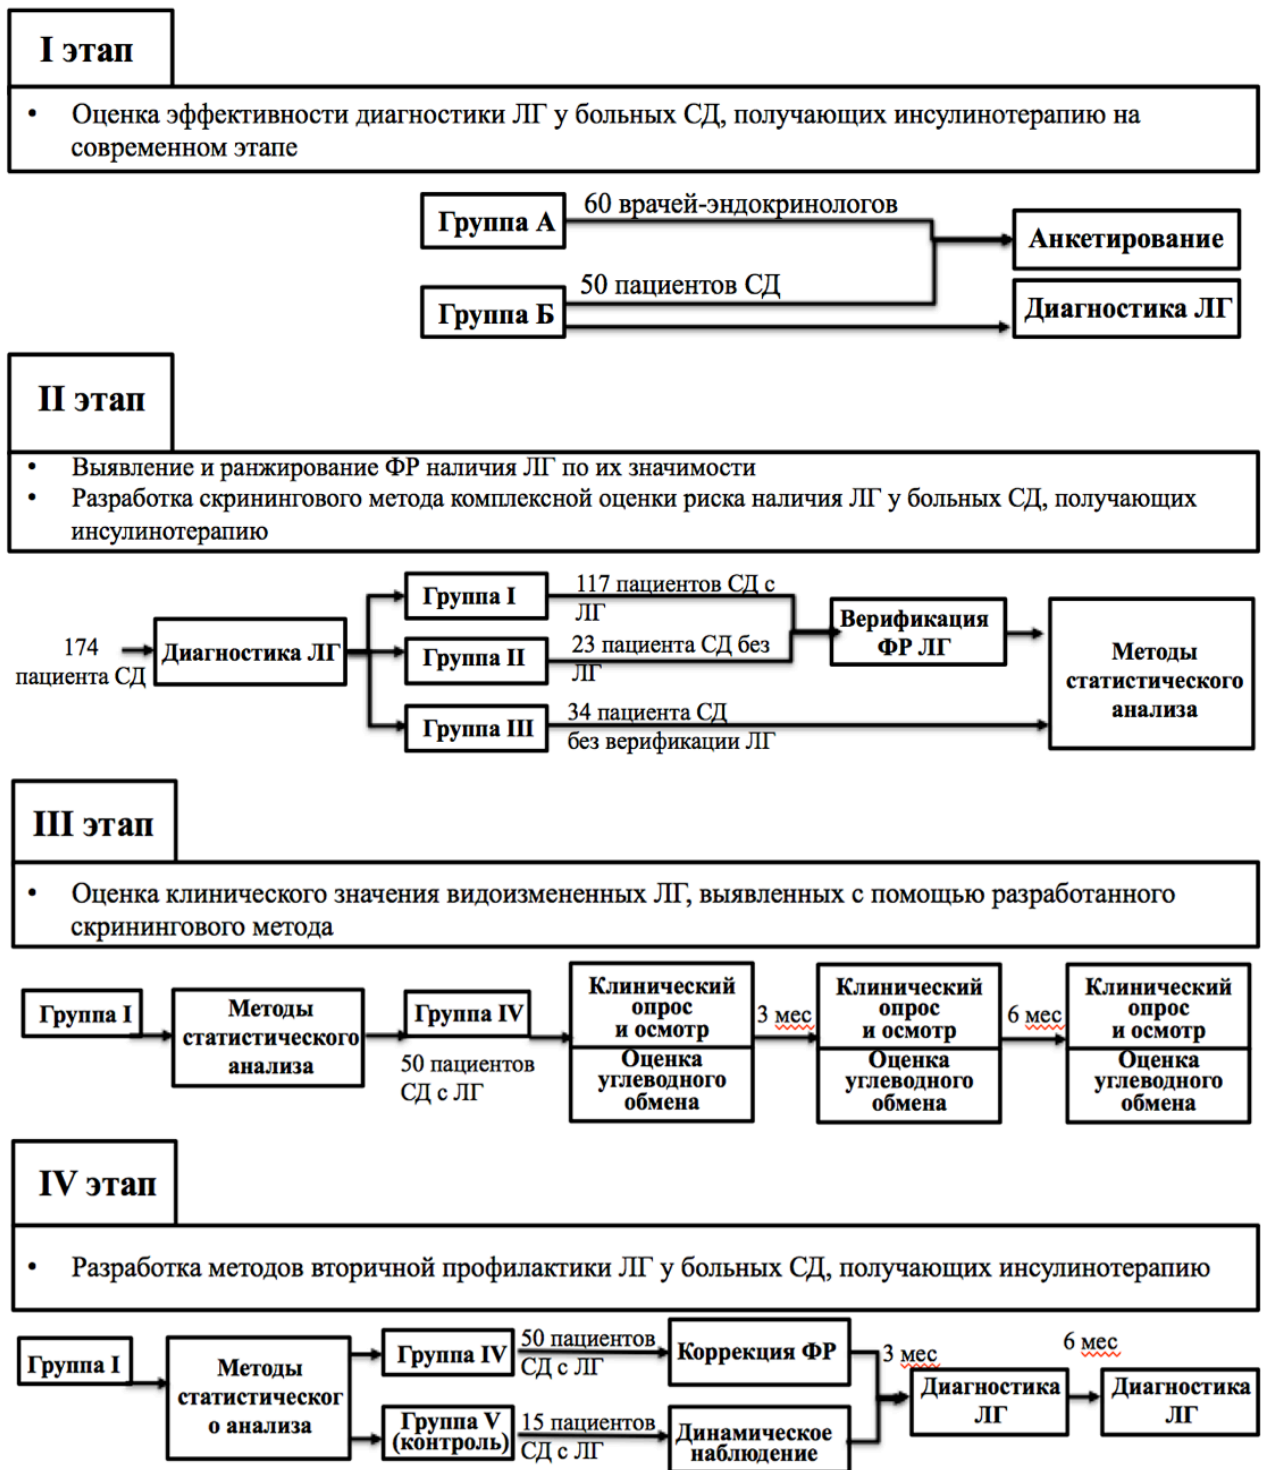 I этап
• Оценка эффективности диагностики ЛГ у больных СД, получающих инсулинотерапию на
современном этапе
Группа А
60 врачей-эндокринологов
Анкетирование
Группа Б
50 пациентов СД
Диагностика ЛГ
II этап
• Выявление и ранжирование ФР наличия ЛГ по их значимости
• Разработка скринингового метода комплексной оценки риска наличия ЛГ у больных СД, получающих
инсулинотерапию
174
пациента СД
Диагностика ЛГ
Группа I
117 пациентов СД с
ЛГ
Группа II
23 пациента СД без
ЛГ
Группа III
34 пациента СД
без верификации ЛГ
Верификация
ФР ЛГ
Методы
статистического
анализа
III этап
• Оценка клинического значения видоизмененных ЛГ, выявленных с помощью разработанного
скринингового метода
Группа I
Методы
статистического
анализа
Группа IV
50 пациентов
СД с ЛГ
Клинический
опрос
и осмотр
Оценка
углеводного
обмена
3 мес
Клинический
опрос
и осмотр
Оценка
углеводного
обмена
6 мес
Клинический
опрос
и осмотр
Оценка
углеводного
обмена
IV этап
• Разработка методов вторичной профилактики ЛГ у больных СД, получающих инсулинотерапию
Группа I
Методы
статистическог
о анализа
Группа IV
50 пациентов
СД с ЛГ
Коррекция ФР
Группа V
(контроль)
15 пациентов
СД с ЛГ
Динамическое
наблюдение
3 мес
Диагностика
ЛГ
6 мес
Диагностика
ЛГ